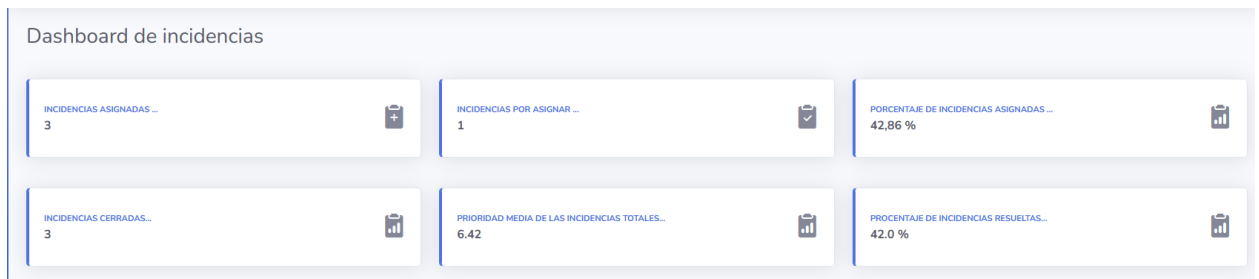 Dashboard de incidencias
INCIDENCIAS ASIGNADAS ...
3
INCIDENCIAS POR ASIGNAR ...
1
PORCENTAJE DE INCIDENCIAS ASIGNADAS ...
42,86 %
INCIDENCIAS CERRADAS...
3
PRIORIDAD MEDIA DE LAS INCIDENCIAS TOTALES...
6.42
PROCENTAJE DE INCIDENCIAS RESUELTAS...
42.0 %